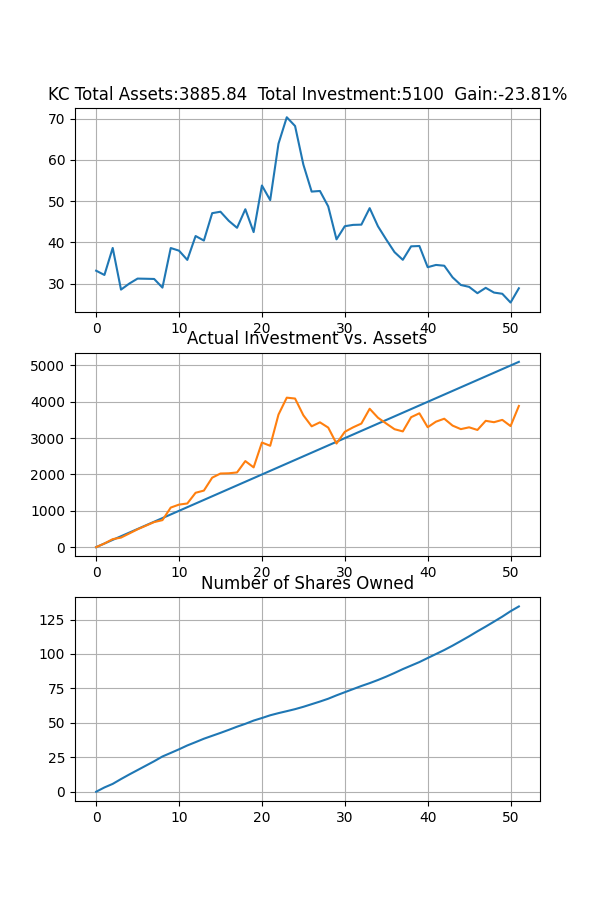 KC Total Assets:3885.84  Total Investment:5100  Gain:-23.81%
70
60
50
40
30
0 10 20 30 40 50
Actual Investment vs. Assets
5000
4000
3000
2000
1000
0
0 10 20 30 40 50
Number of Shares Owned
125
100
75
50
25
0
0 10 20 30 40 50